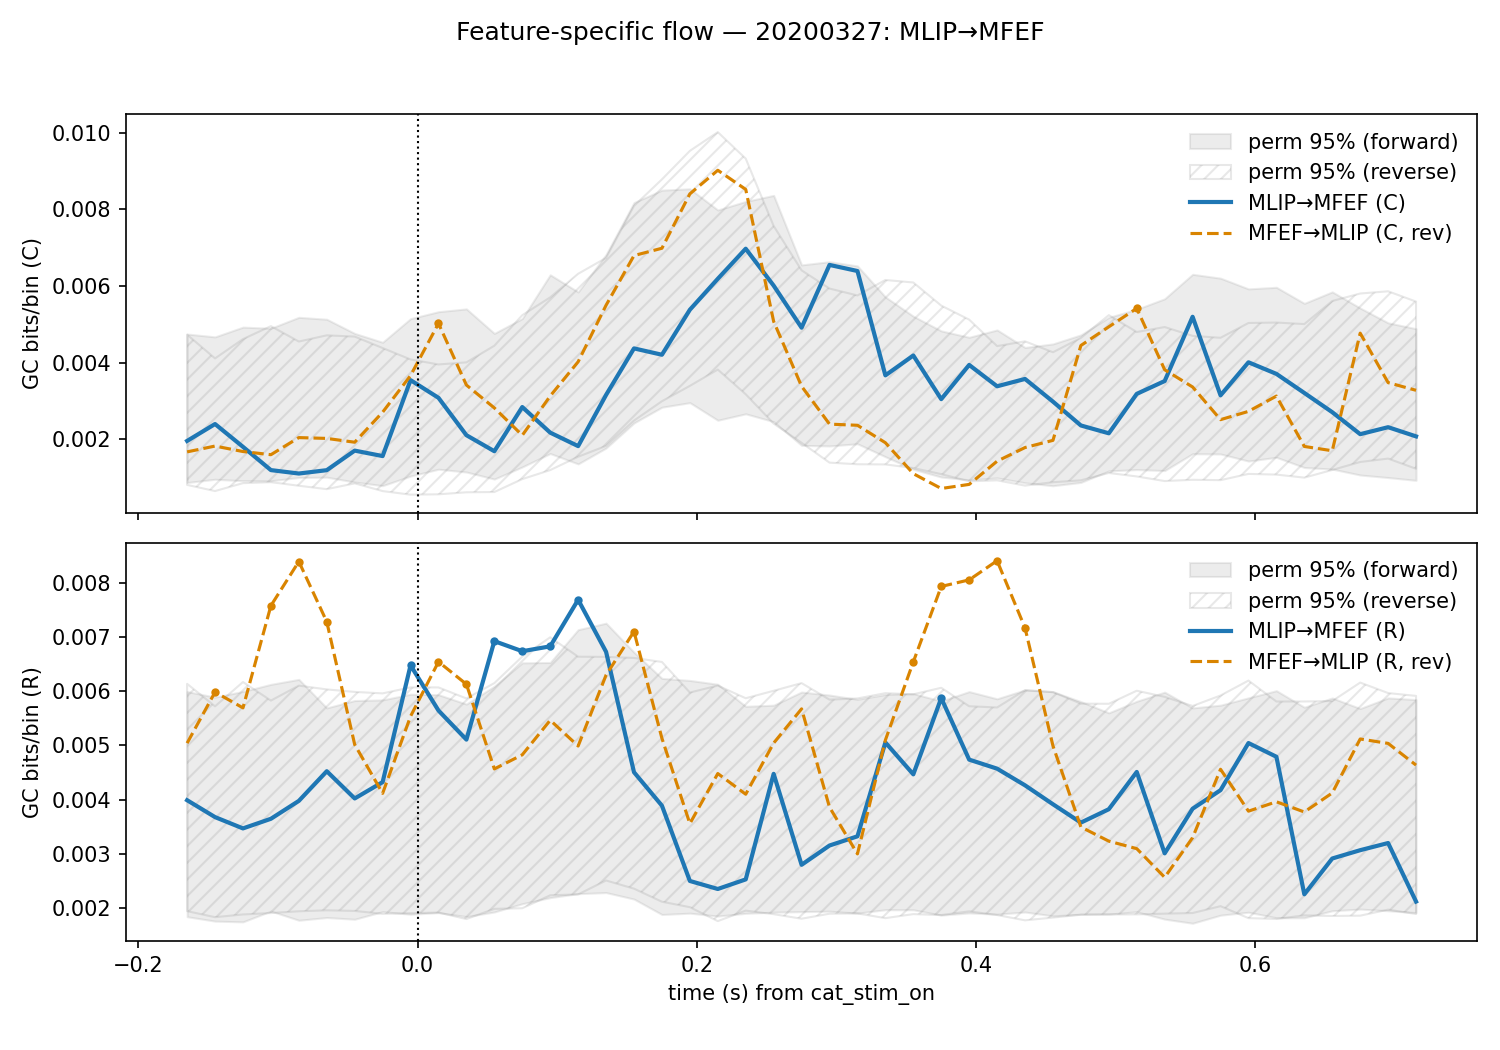 Feature-specific flow — 20200327: MLIP→MFEF
GC bits/bin (C)
0.010
0.008
0.006
0.004
0.002
perm 95% (forward)
perm 95% (reverse)
MLIP→MFEF (C)
MFEF→MLIP (C, rev)
GC bits/bin (R)
0.008
0.007
0.006
0.005
0.004
0.003
0.002
perm 95% (forward)
perm 95% (reverse)
MLIP→MFEF (R)
MFEF→MLIP (R, rev)
−0.2 0.0 0.2 0.4 0.6
time (s) from cat_stim_on